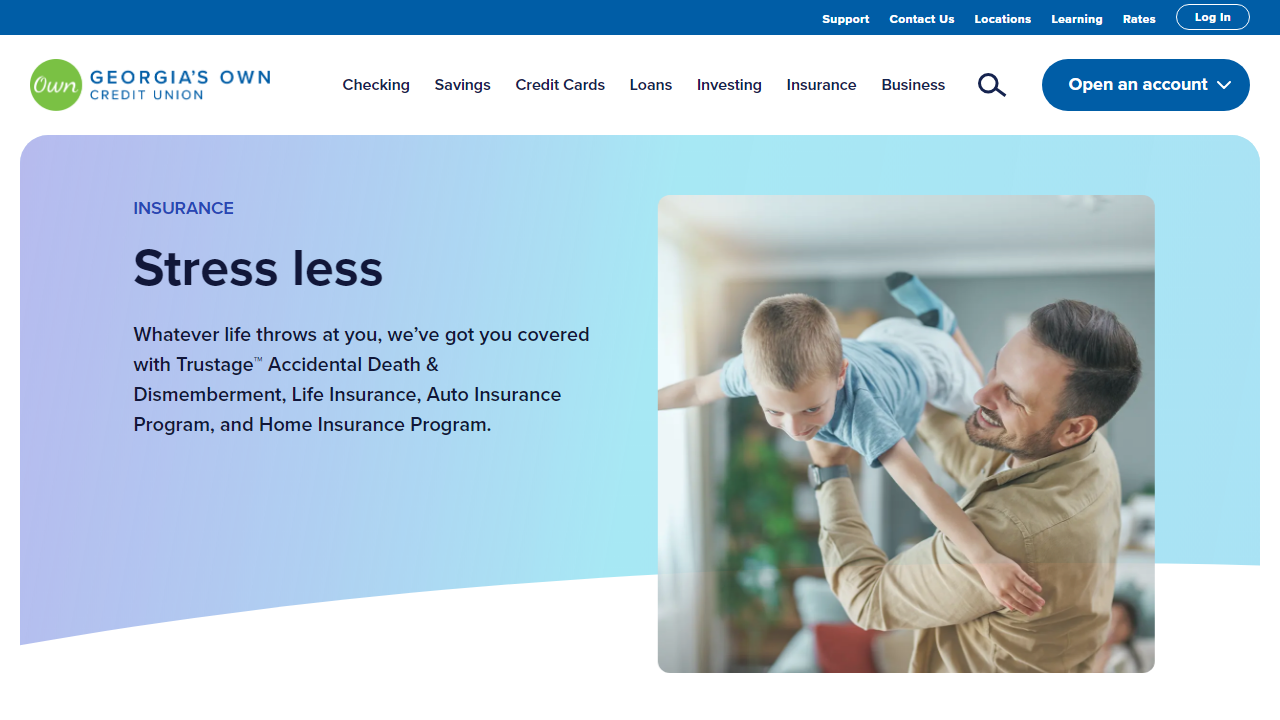 Support Contact Us Locations Learning Rates Log In
Own GEORGIA'S OWN
CREDIT UNION
Checking Savings Credit Cards Loans Investing Insurance Business Open an account
INSURANCE
Stress less
Whatever life throws at you, we’ve got you covered
with Trustage™ Accidental Death &
Dismemberment, Life Insurance, Auto Insurance
Program, and Home Insurance Program.